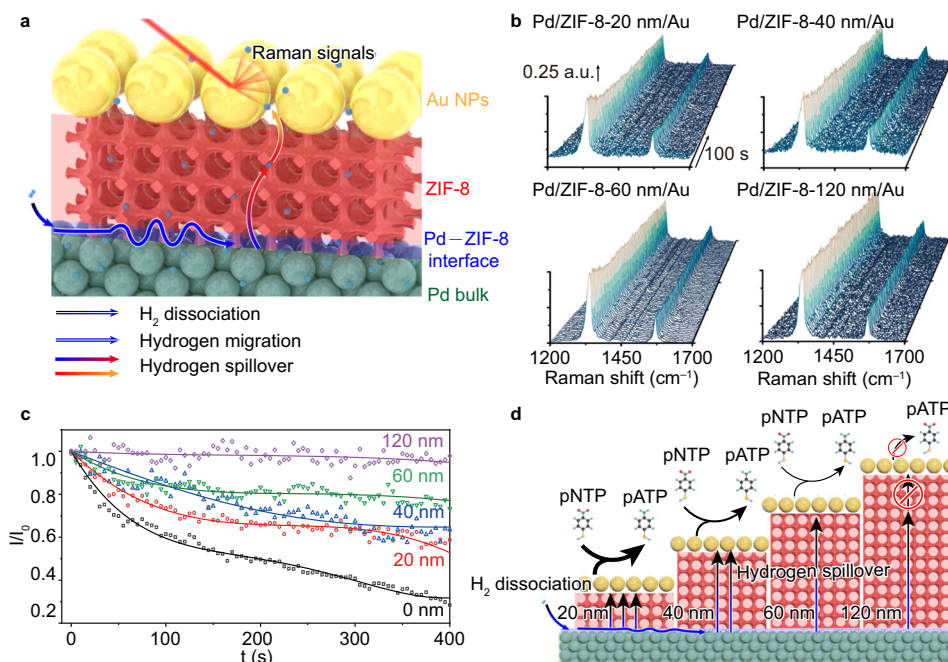 a
Raman signals
Au NPs
ZIF-8
Pd—ZIF-8
interface
Pd bulk
H₂ dissociation
Hydrogen migration
Hydrogen spillover
b
Pd/ZIF-8-20 nm/Au
Pd/ZIF-8-40 nm/Au
0.25 a.u.
100 s
Pd/ZIF-8-60 nm/Au
Pd/ZIF-8-120 nm/Au
1200 1450 1700
1200 1450 1700
Raman shift (cm⁻¹)
Raman shift (cm⁻¹)
c
I/I₀
1.0
0.8
0.6
0.4
0.2
120 nm
60 nm
40 nm
20 nm
0 nm
0 100 200 300 400
t (s)
d
pNTP pATP
pNTP pATP
pNTP pATP
pATP
H₂ dissociation
Hydrogen spillover
20 nm
40 nm
60 nm
120 nm